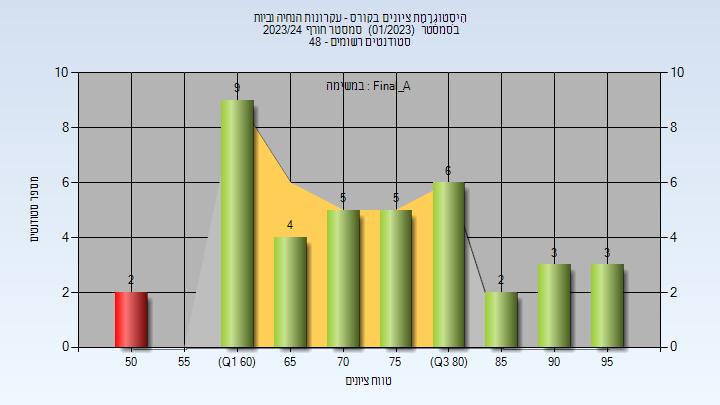 היסטוגרמת ציונים בקורס - עקרונות הנחיה וביות
בסמסטר (01/2023) סמסטר חורף 2023/24
סטודנטים רשומים - 48
במשימה : Final_A
מספר סטודנטים
10 8 6 4 2 0
10 8 6 4 2 0
2 9 4 5 5 6 2 3 3
50 55 (Q1 60) 65 70 75 (Q3 80) 85 90 95
טווח ציונים